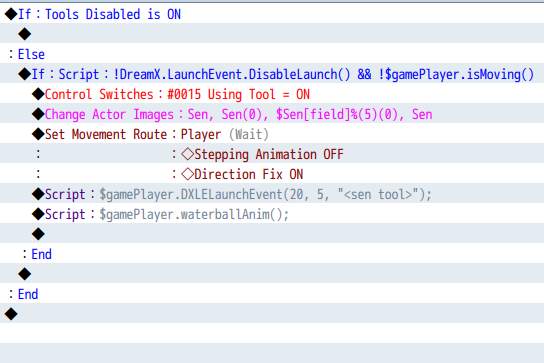 ◆If：Tools Disabled is ON
◆
：Else
◆If：Script：!DreamX.LaunchEvent.DisableLaunch() && !$gamePlayer.isMoving()
◆Control Switches：#0015 Using Tool = ON
◆Change Actor Images：Sen, Sen(0), $Sen[field]%(5)(0), Sen
◆Set Movement Route：Player (Wait)
：　　　　　　　　　：◇Stepping Animation OFF
：　　　　　　　　　：◇Direction Fix ON
◆Script：$gamePlayer.DXLELaunchEvent(20, 5, "<sen tool>");
◆Script：$gamePlayer.waterballAnim();
◆
：End
◆
：End
◆